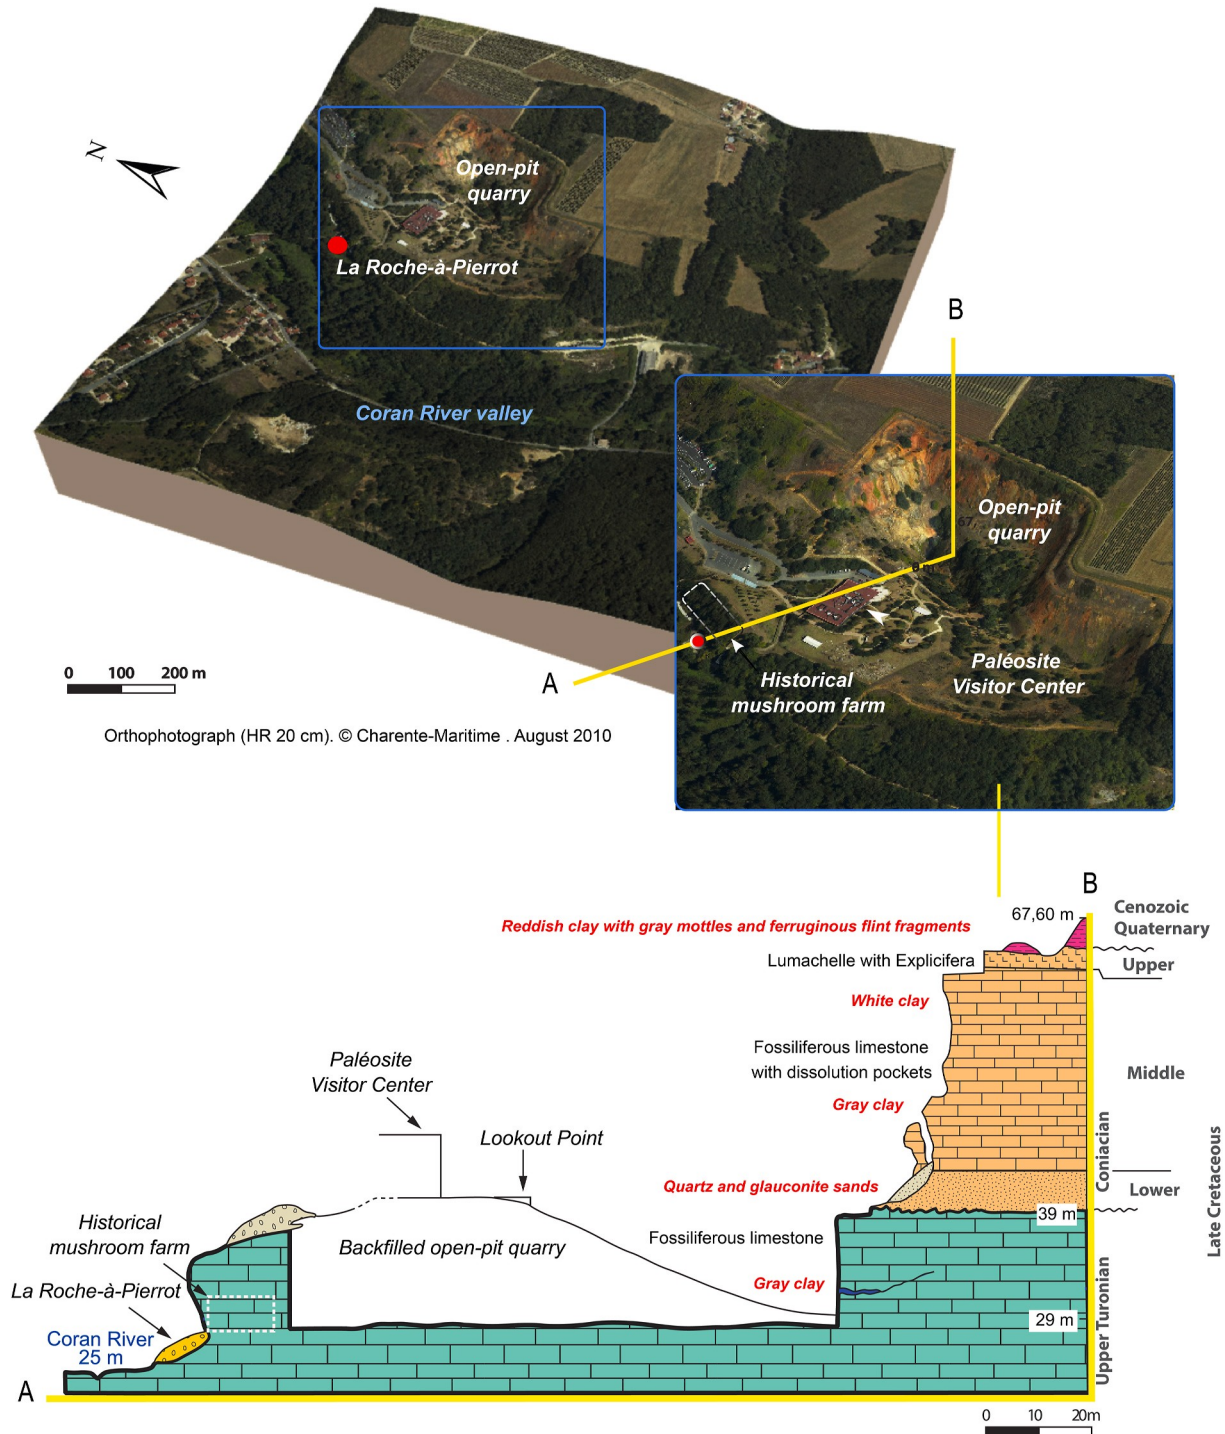 N
Open-pit
quarry
La Roche-à-Pierrot
Coran River valley
B
Open-pit
quarry
A
Historical
mushroom farm
Paléosite
Visitor Center
0 100 200 m
Orthophotograph (HR 20 cm). © Charente-Maritime . August 2010
B
67,60 m
Cenozoic
Quaternary
Reddish clay with gray mottles and ferruginous flint fragments
Lumachelle with Explicifera
Upper
White clay
Fossiliferous limestone
with dissolution pockets
Middle
Gray clay
Paléosite
Visitor Center
Lookout Point
Coniacian
Late Cretaceous
Quartz and glauconite sands
Lower
39 m
Historical
mushroom farm
Backfilled open-pit quarry
Fossiliferous limestone
La Roche-à-Pierrot
Gray clay
Upper Turonian
29 m
Coran River
25 m
A
0 10 20m